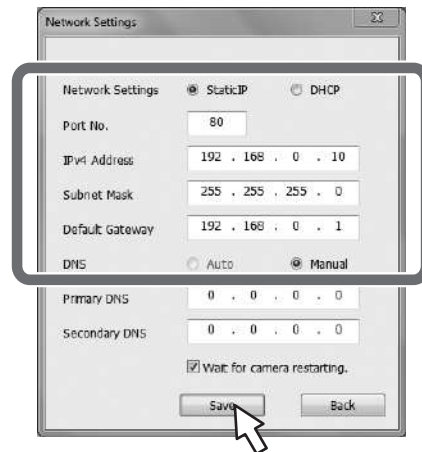 Network Settings
Network Settings StaticIP DHCP
Port No. 80
IPv4 Address 192 . 168 . 0 . 10
Subnet Mask 255 . 255 . 255 . 0
Default Gateway 192 . 168 . 0 . 1
DNS Auto Manual
Prmary DNS 0 . 0 . 0 . 0
Secondary DNS 0 . 0 . 0 . 0
Wait for camera restarting.
Save Back